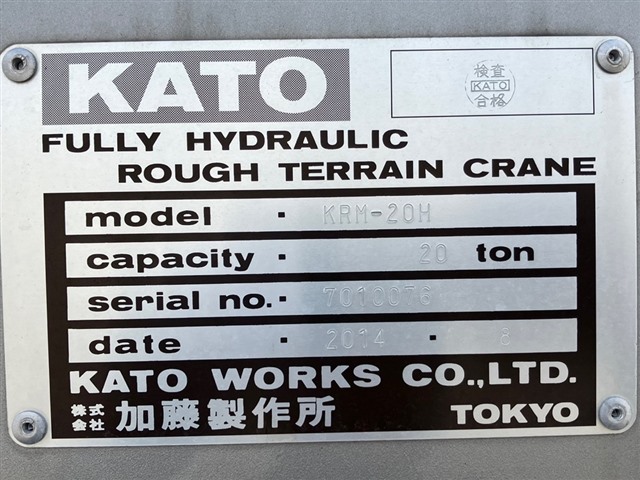 KATO
検査
KATO
合格
FULLY HYDRAULIC
ROUGH TERRAIN CRANE
model · KRM-20H
capacity · 20 ton
serial no. · 7010076
date · 2014 · 8
KATO WORKS CO.,LTD.
株式会社 加藤製作所 TOKYO